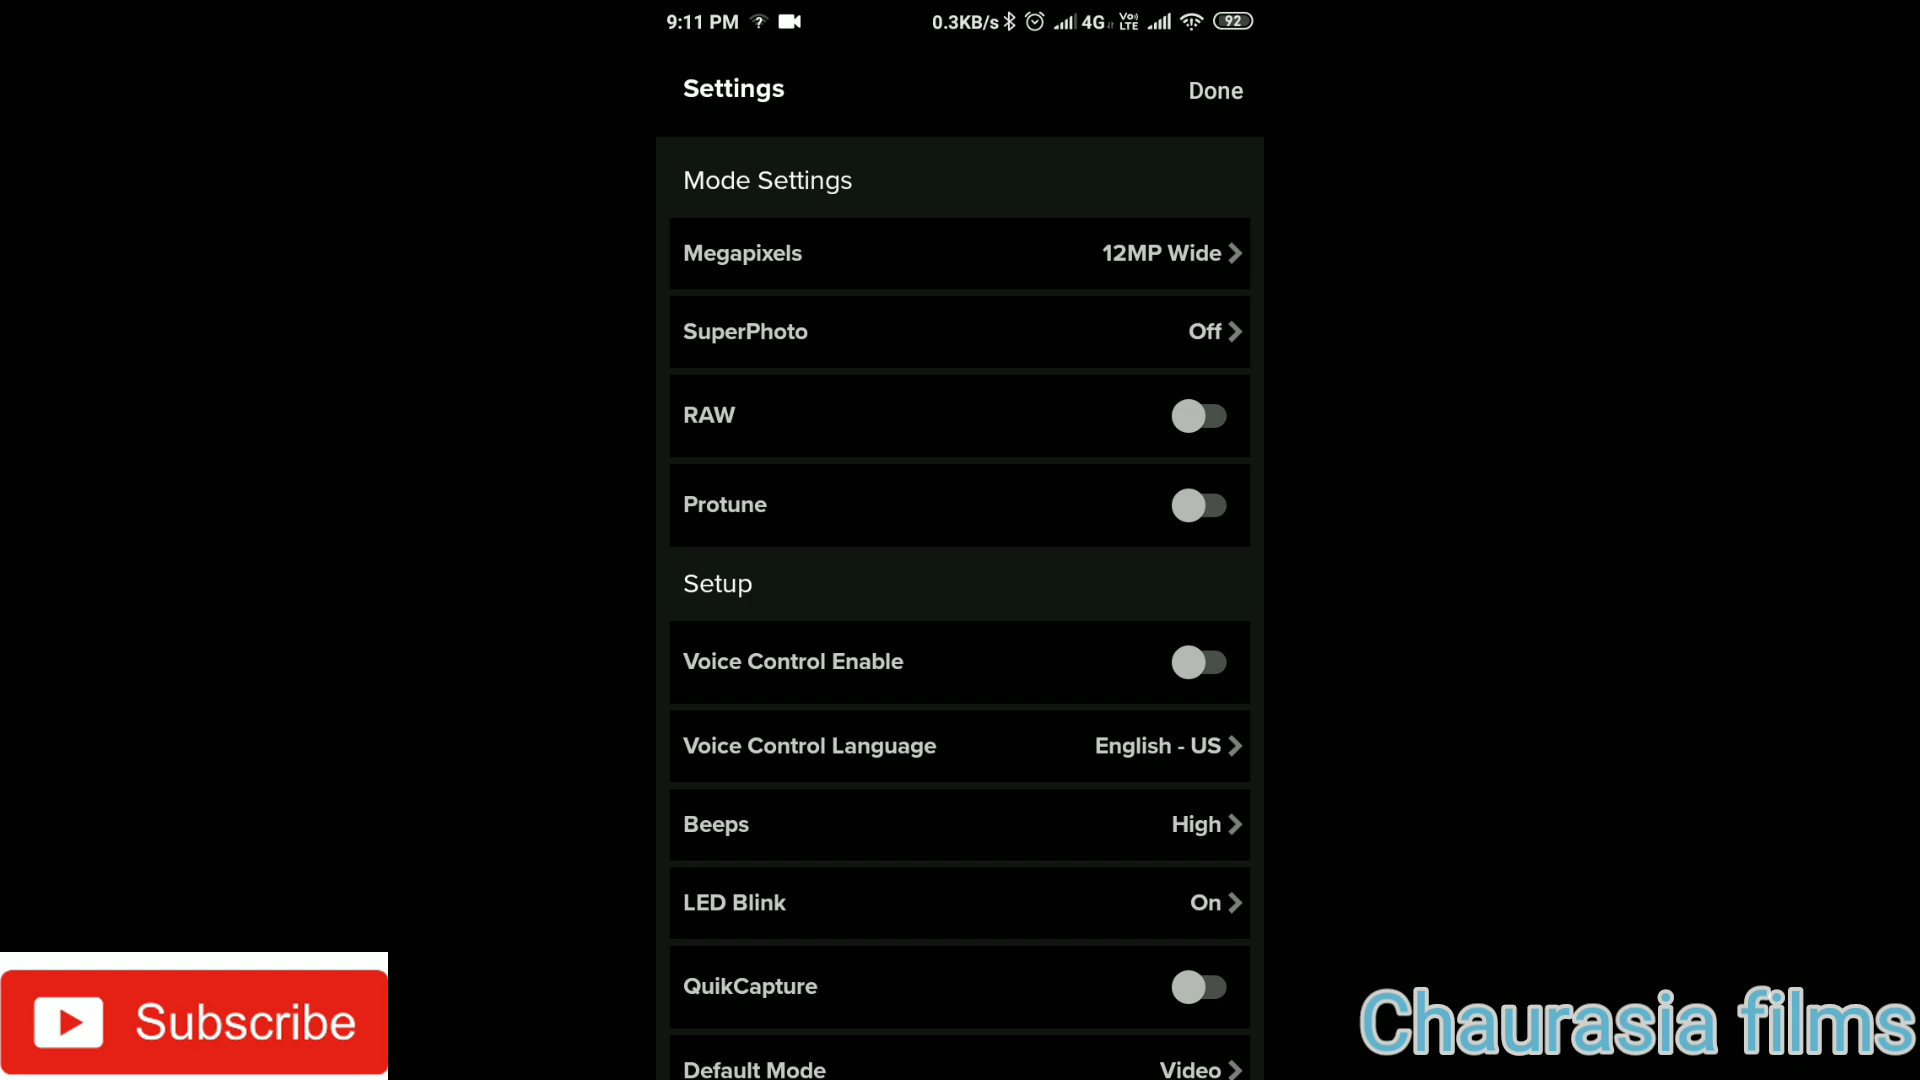 9:11 PM 0.3KB/s 4G Vo) LTE 92
Settings Done
Mode Settings
Megapixels 12MP Wide
SuperPhoto Off
RAW
Protune
Setup
Voice Control Enable
Voice Control Language English - US
Beeps High
LED Blink On
QuikCapture
Default Mode Video
Subscribe
Chaurasia films